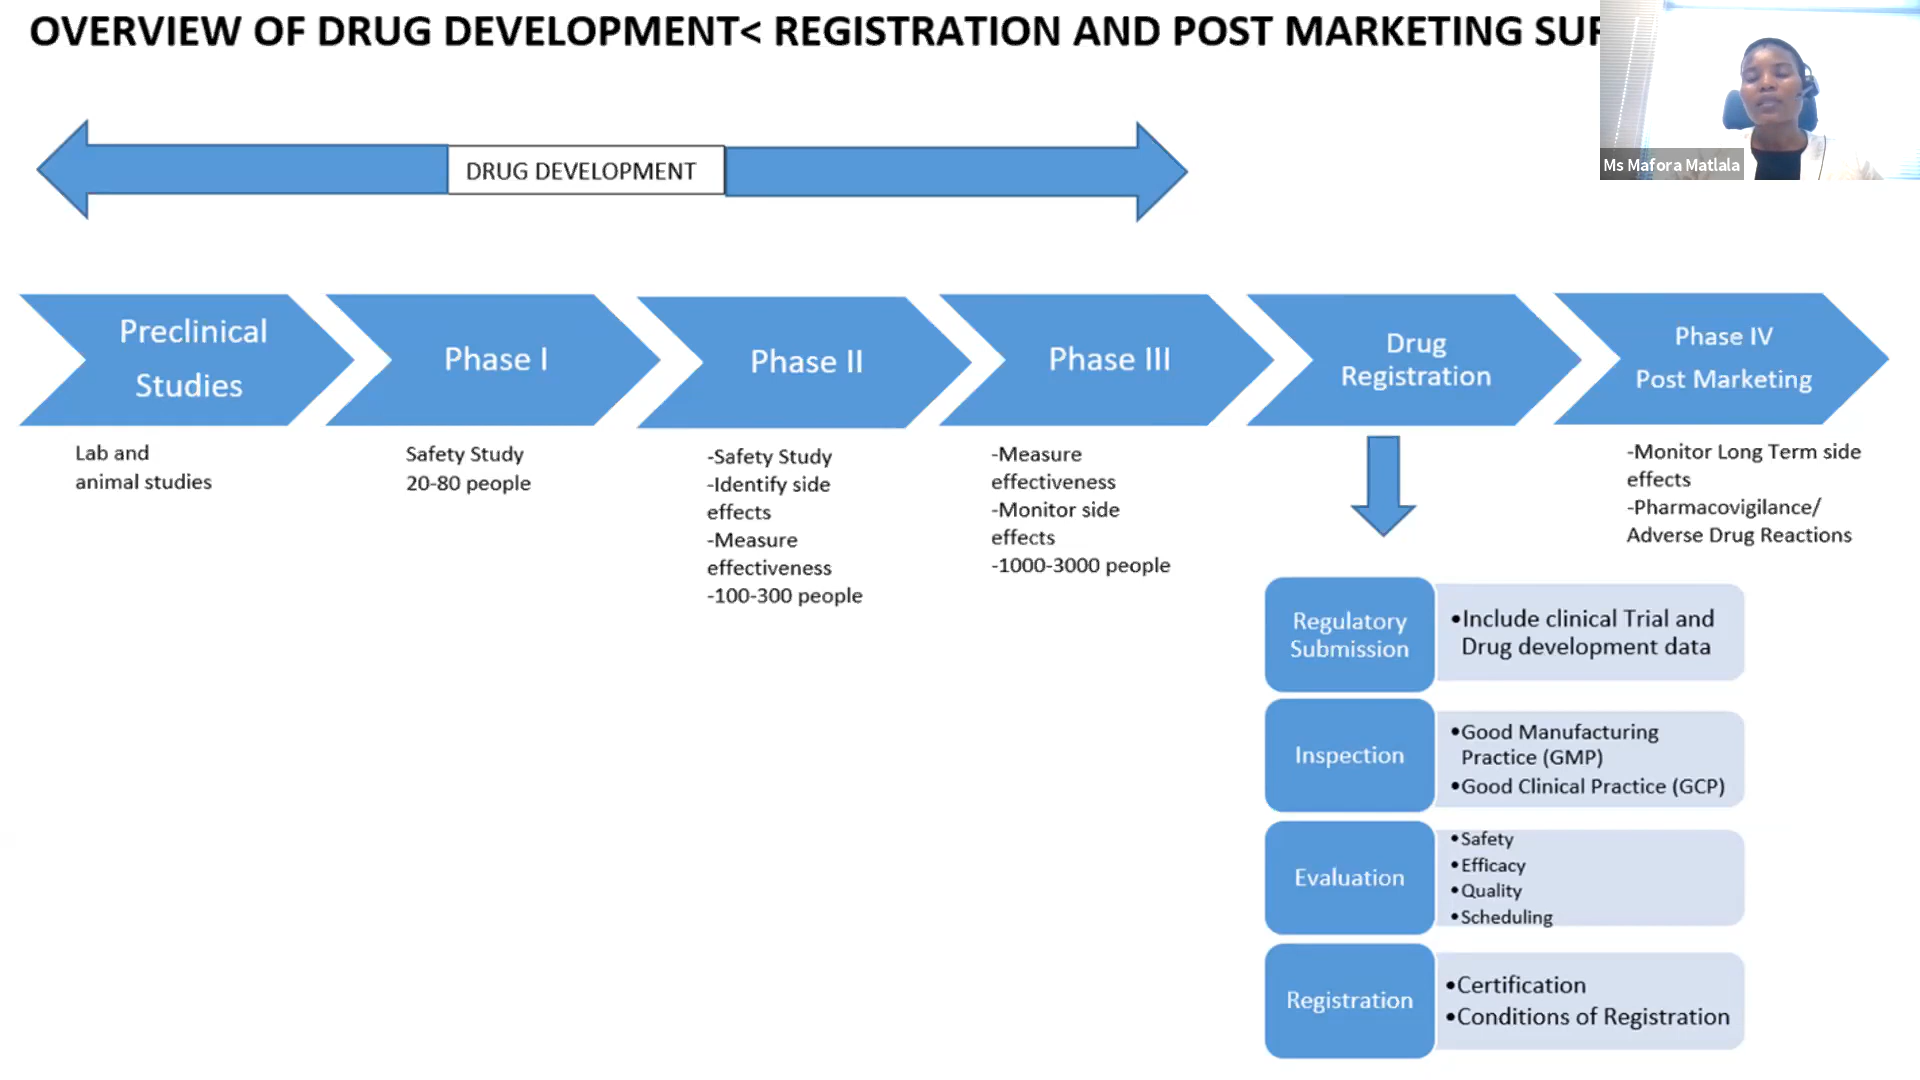 OVERVIEW OF DRUG DEVELOPMENT< REGISTRATION AND POST MARKETING
Ms Mafora Matlala
DRUG DEVELOPMENT
Preclinical
Studies
Phase I
Phase II
Phase III
Drug
Registration
Phase IV
Post Marketing
Lab and
animal studies
Safety Study
20-80 people
-Safety Study
-Identify side
effects
-Measure
effectiveness
-100-300 people
-Measure
effectiveness
-Monitor side
effects
-1000-3000 people
-Monitor Long Term side
effects
-Pharmacovigilance/
Adverse Drug Reactions
Regulatory
Submission
•Include clinical Trial and
Drug development data
Inspection
•Good Manufacturing
Practice (GMP)
•Good Clinical Practice (GCP)
Evaluation
•Safety
•Efficacy
•Quality
•Scheduling
Registration
•Certification
•Conditions of Registration